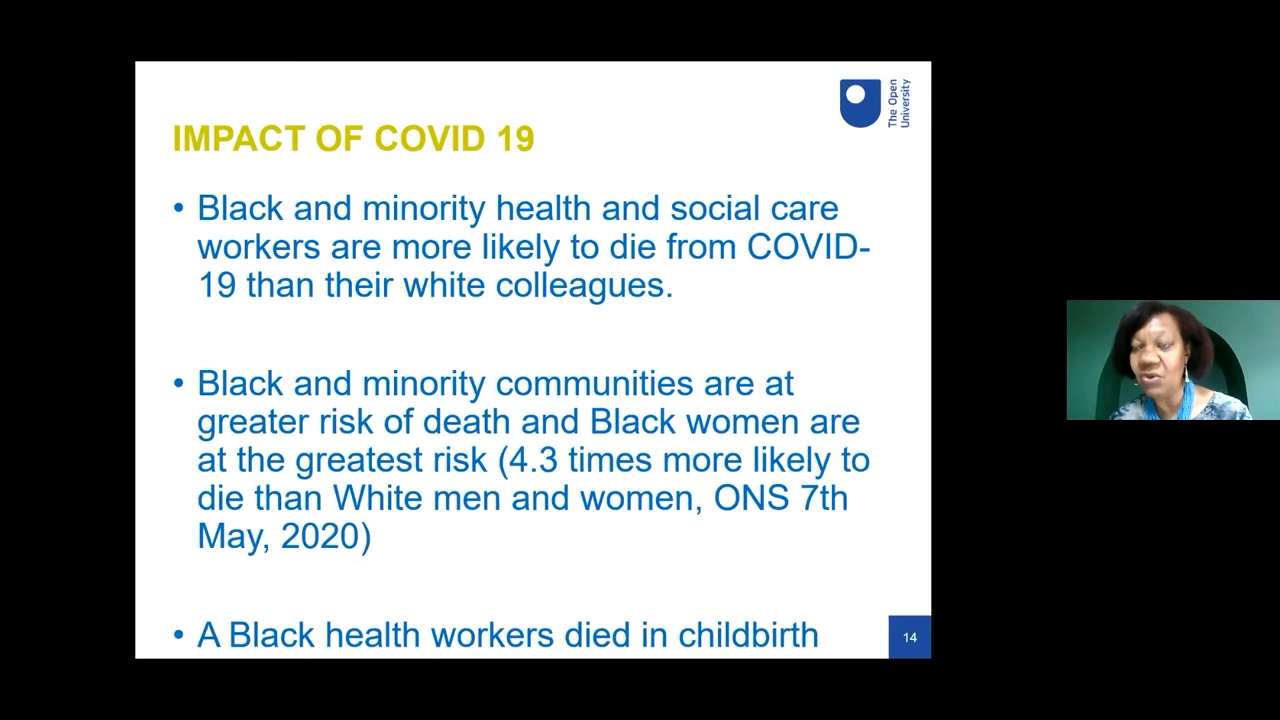 The Open
University
IMPACT OF COVID 19
• Black and minority health and social care
workers are more likely to die from COVID-
19 than their white colleagues.
• Black and minority communities are at
greater risk of death and Black women are
at the greatest risk (4.3 times more likely to
die than White men and women, ONS 7th
May, 2020)
• A Black health workers died in childbirth
14